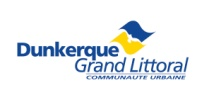 Dunkerque
Grand Littoral
COMMUNAUTE URBAINE